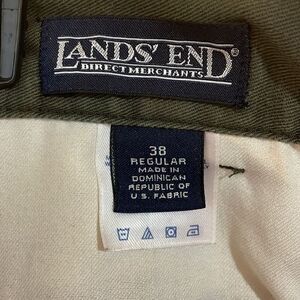 LANDS' END®
DIRECT MERCHANTS
38
REGULAR
MADE IN
DOMINICAN
REPUBLIC OF
U.S. FABRIC